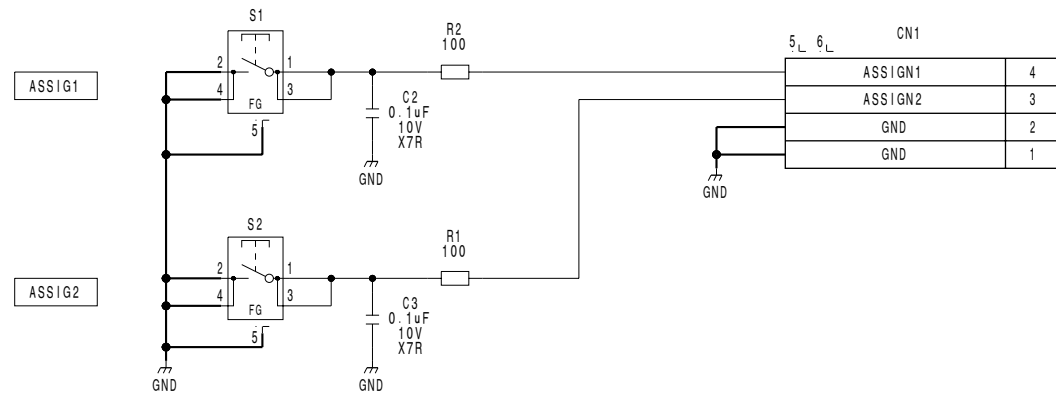 S1
R2
100
CN1
5 6
2 1
ASSIGN1 4
ASSIG1
4 3
FG
ASSIGN2 3
C2
0.1uF
10V
X7R
5
GND 2
GND 1
GND
GND
S2
R1
100
2 1
ASSIG2
4 3
FG
C3
0.1uF
10V
X7R
5
GND
GND